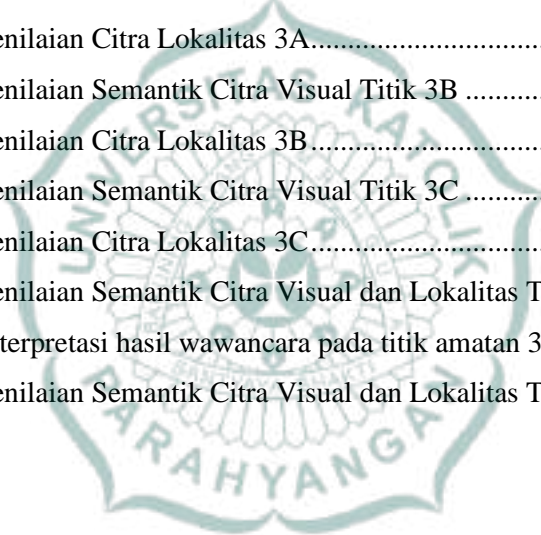 enilaian Citra Lokalitas 3A..............................
enilaian Semantik Citra Visual Titik 3B ...........
enilaian Citra Lokalitas 3B..............................
enilaian Semantik Citra Visual Titik 3C ...........
enilaian Citra Lokalitas 3C..............................
enilaian Semantik Citra Visual dan Lokalitas T
terpretasi hasil wawancara pada titik amatan 3
enilaian Semantik Citra Visual dan Lokalitas T
UNIVERSITAS KATOLIK
PARAHYANGAN